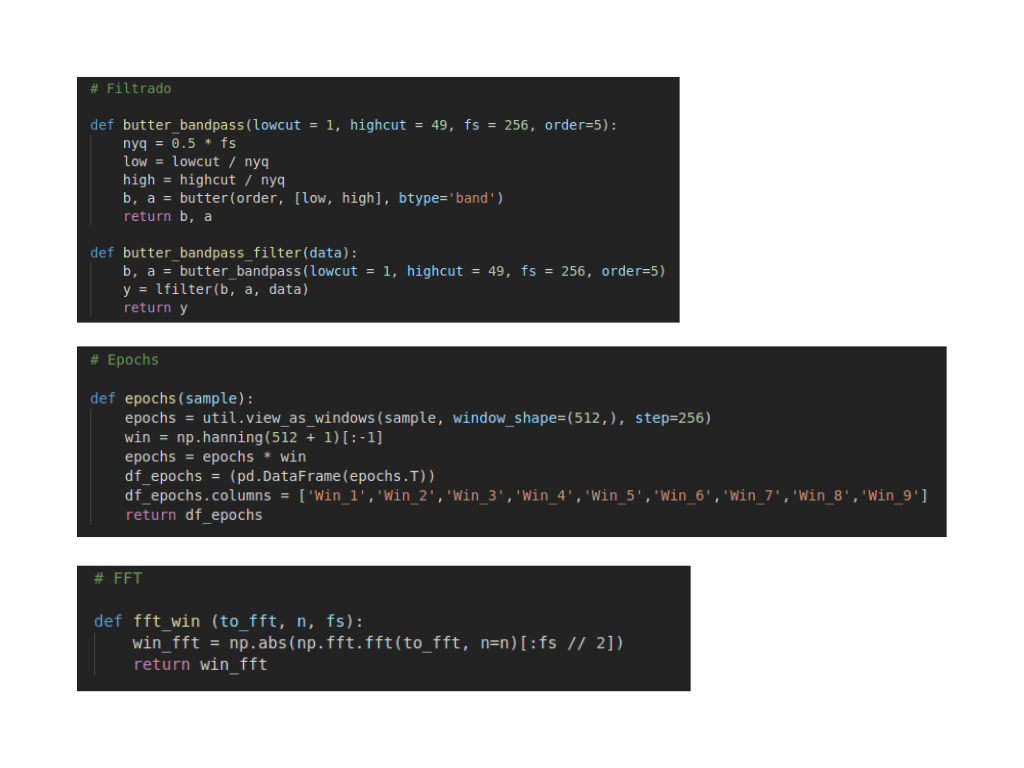 # Filtrado
def butter_bandpass(lowcut = 1, highcut = 49, fs = 256, order=5):
nyq = 0.5 * fs
low = lowcut / nyq
high = highcut / nyq
b, a = butter(order, [low, high], btype='band')
return b, a
def butter_bandpass_filter(data):
b, a = butter_bandpass(lowcut = 1, highcut = 49, fs = 256, order=5)
y = lfilter(b, a, data)
return y
# Epochs
def epochs(sample):
epochs = util.view_as_windows(sample, window_shape=(512,), step=256)
win = np.hanning(512 + 1)[:-1]
epochs = epochs * win
df_epochs = (pd.DataFrame(epochs.T))
df_epochs.columns = ['Win_1','Win_2','Win_3','Win_4','Win_5','Win_6','Win_7','Win_8','Win_9']
return df_epochs
# FFT
def fft_win (to_fft, n, fs):
win_fft = np.abs(np.fft.fft(to_fft, n=n)[:fs // 2])
return win_fft